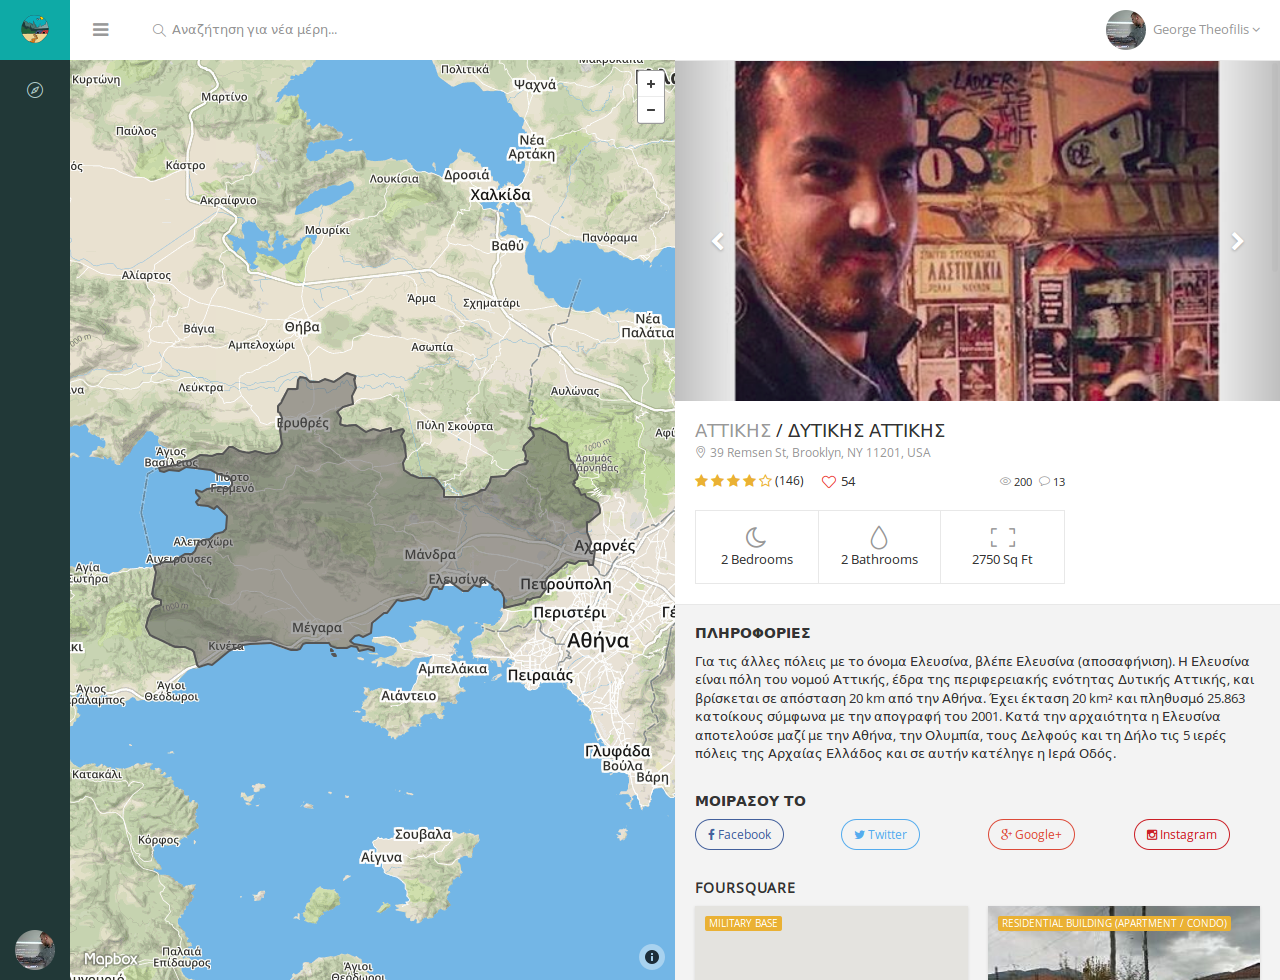 Αναζήτηση για νέα μέρη...
George Theofilis
Πολιτικά
Κυρτώνη
Ψαχνά
Μαρτίνο
Παύλος
Νέα
Αρτάκη
Κάστρο
Λουκίσια
Δροσιά
Χαλκίδα
Ακραίφνιο
Μουρίκι
Βαθύ
Πανόραμα
Αλίαρτος
Άρμα
Σχηματάρι
Βάγια
Θήβα
Νέα
Παλάτια
Αμπελοχώρι
Ασωπία
Λεύκτρα
Αυλώνας
Ερυθρές
Πύλη Σκούρτα
1000 m
Άγιος
Βασίλειος
Δρυμός
Πάρνηθας
Πόρτο
Γερμενό
Αλεποχώρι
Αχαρνές
Αιγειρούσες
Μάνδρα
Αγία
Σωτήρα
Ελευσίνα
Πετρούπολη
1000 m
Περιστέρι
Μέγαρα
Αθήνα
Κινέτα
Αμπελάκια
Πειραιάς
Άγιοι
Θεόδωροι
Άγιος
Αιάντειο
Γλυφάδα
Βούλα
Βάρη
Κατακάλι
Σουβαλα
Κόρφος
Αίγινα
Παλαιά
Επίδαυρος
Άγιοι
Θεόδωροι
Mapbox
LADDER
THE
LIMIT
ΛΑΣΤΙΧΑΚΙΑ
ΑΤΤΙΚΗΣ / ΔΥΤΙΚΗΣ ΑΤΤΙΚΗΣ
39 Remsen St, Brooklyn, NY 11201, USA
(146) 54 200 13
2 Bedrooms 2 Bathrooms 2750 Sq Ft
ΠΛΗΡΟΦΟΡΙΕΣ
Για τις άλλες πόλεις με το όνομα Ελευσίνα, βλέπε Ελευσίνα (αποσαφήνιση). Η Ελευσίνα
είναι πόλη του νομού Αττικής, έδρα της περιφερειακής ενότητας Δυτικής Αττικής, και
βρίσκεται σε απόσταση 20 km από την Αθήνα. Έχει έκταση 20 km² και πληθυσμό 25.863
κατοίκους σύμφωνα με την απογραφή του 2001. Κατά την αρχαιότητα η Ελευσίνα
αποτελούσε μαζί με την Αθήνα, την Ολυμπία, τους Δελφούς και τη Δήλο τις 5 ιερές
πόλεις της Αρχαίας Ελλάδος και σε αυτήν κατέληγε η Ιερά Οδός.
ΜΟΙΡΑΣΟΥ ΤΟ
Facebook Twitter Google+ Instagram
FOURSQUARE
MILITARY BASE
RESIDENTIAL BUILDING (APARTMENT / CONDO)